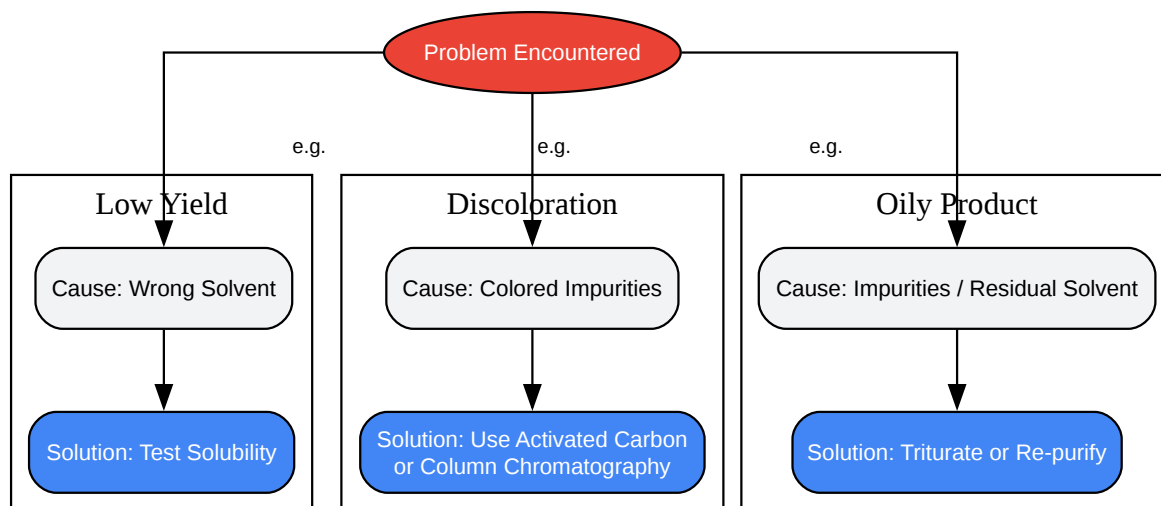 Problem Encountered
e.g.
e.g.
e.g.
Low Yield
Discoloration
Oily Product
Cause: Wrong Solvent
Cause: Colored Impurities
Cause: Impurities / Residual Solvent
Solution: Test Solubility
Solution: Use Activated Carbon
or Column Chromatography
Solution: Triturate or Re-purify